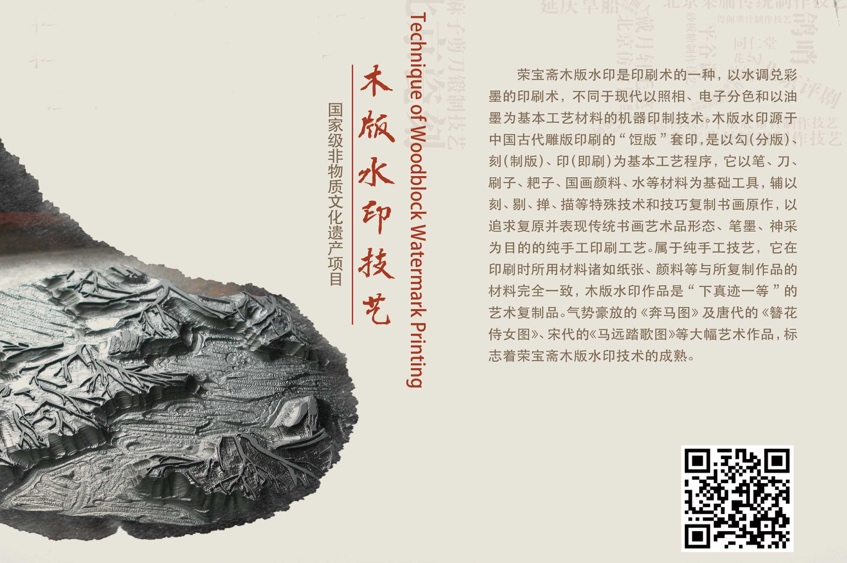 木版水印技艺
国家级非物质文化遗产项目
Technique of Woodblock Watermark Printing
荣宝斋木版水印是印刷术的一种，以水调兑彩
墨的印刷术，不同于现代以照相、电子分色和以油
墨为基本工艺材料的机器印制技术。木版水印源于
中国古代雕版印刷的“饾版”套印,是以勾(分版)、
刻(制版)、印(即刷)为基本工艺程序，它以笔、刀、
刷子、耙子、国画颜料、水等材料为基础工具，辅以
刻、剔、掸、描等特殊技术和技巧复制书画原作，以
追求复原并表现传统书画艺术品形态、笔墨、神采
为目的的纯手工印刷工艺。属于纯手工技艺，它在
印刷时所用材料诸如纸张、颜料等与所复制作品的
材料完全一致，木版水印作品是“下真迹一等”的
艺术复制品。气势豪放的《奔马图》及唐代的《簪花
侍女图》、宋代的《马远踏歌图》等大幅艺术作品，标
志着荣宝斋木版水印技术的成熟。
延庆旱船
同仁堂